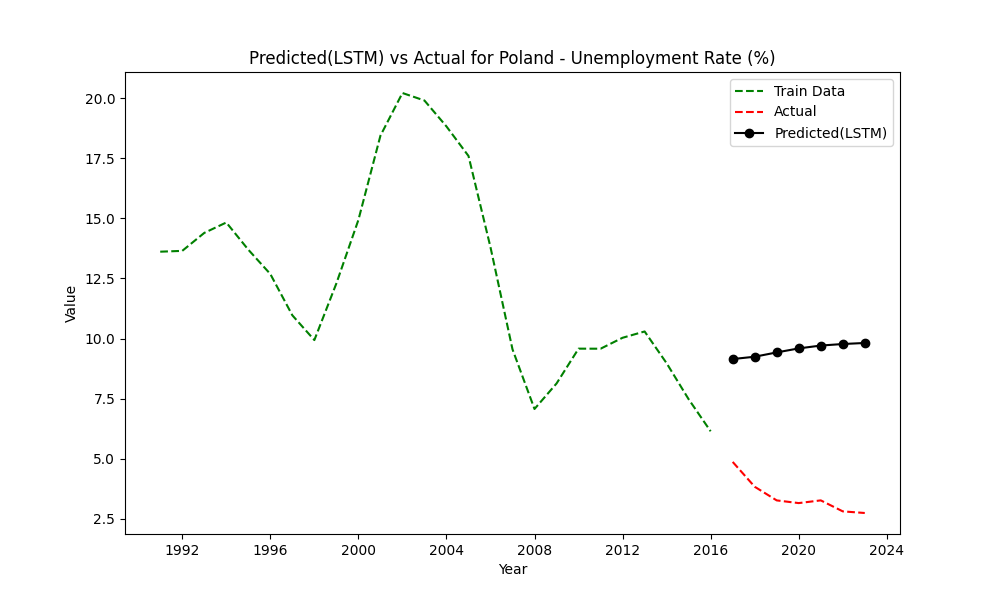 Predicted(LSTM) vs Actual for Poland - Unemployment Rate (%)
Train Data
Actual
Predicted(LSTM)
20.0
17.5
15.0
12.5
10.0
7.5
5.0
2.5
Value
1992 1996 2000 2004 2008 2012 2016 2020 2024
Year